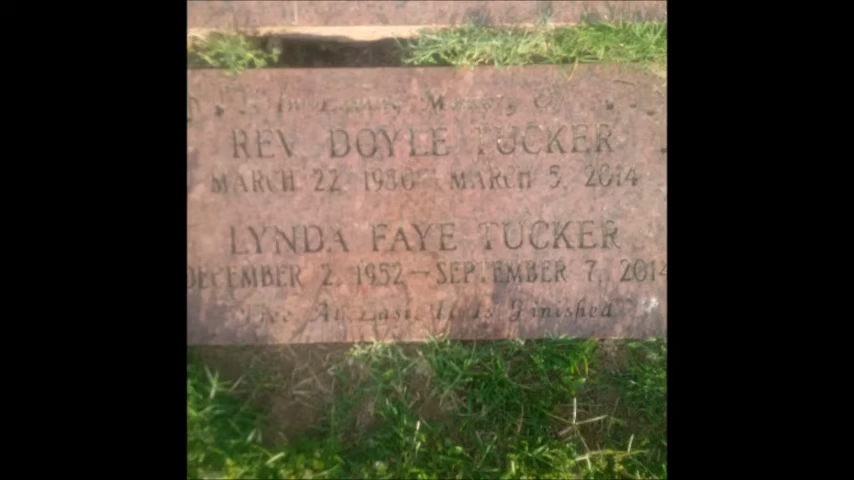 In Loving Memory Of
REV DOYLE TUCKER
MARCH 22, 1930 MARCH 5, 2014
LYNDA FAYE TUCKER
DECEMBER 2, 1952 — SEPTEMBER 7, 2014
At Last It Is Finished